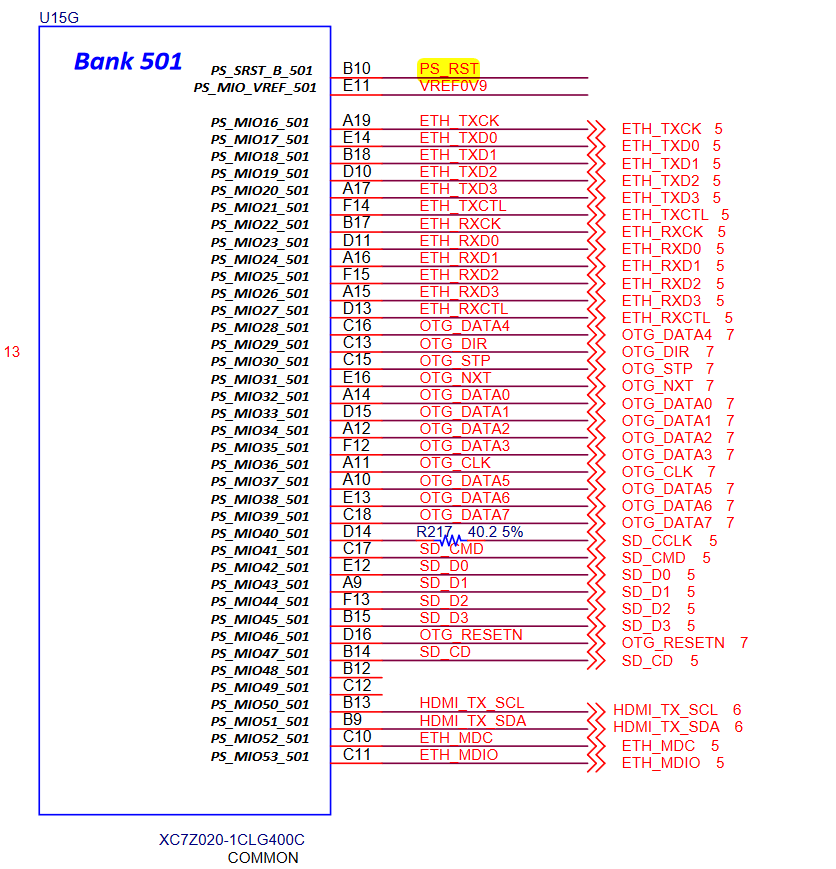 U15G
Bank 501
PS_SRST_B_501 B10 PS_RST
PS_MIO_VREF_501 E11 VREF0V9
PS_MIO16_501 A19 ETH_TXCK ETH_TXCK 5
PS_MIO17_501 E14 ETH_TXD0 ETH_TXD0 5
PS_MIO18_501 B18 ETH_TXD1 ETH_TXD1 5
PS_MIO19_501 D10 ETH_TXD2 ETH_TXD2 5
PS_MIO20_501 A17 ETH_TXD3 ETH_TXD3 5
PS_MIO21_501 F14 ETH_TXCTL ETH_TXCTL 5
PS_MIO22_501 B17 ETH_RXCK ETH_RXCK 5
PS_MIO23_501 D11 ETH_RXD0 ETH_RXD0 5
PS_MIO24_501 A16 ETH_RXD1 ETH_RXD1 5
PS_MIO25_501 F15 ETH_RXD2 ETH_RXD2 5
PS_MIO26_501 A15 ETH_RXD3 ETH_RXD3 5
PS_MIO27_501 D13 ETH_RXCTL ETH_RXCTL 5
PS_MIO28_501 C16 OTG_DATA4 OTG_DATA4 7
13 PS_MIO29_501 C13 OTG_DIR OTG_DIR 7
PS_MIO30_501 C15 OTG_STP OTG_STP 7
PS_MIO31_501 E16 OTG_NXT OTG_NXT 7
PS_MIO32_501 A14 OTG_DATA0 OTG_DATA0 7
PS_MIO33_501 D15 OTG_DATA1 OTG_DATA1 7
PS_MIO34_501 A12 OTG_DATA2 OTG_DATA2 7
PS_MIO35_501 F12 OTG_DATA3 OTG_DATA3 7
PS_MIO36_501 A11 OTG_CLK OTG_CLK 7
PS_MIO37_501 A10 OTG_DATA5 OTG_DATA5 7
PS_MIO38_501 E13 OTG_DATA6 OTG_DATA6 7
PS_MIO39_501 C18 OTG_DATA7 OTG_DATA7 7
PS_MIO40_501 D14 R217 40.2 5% SD_CCLK 5
PS_MIO41_501 C17 SD_CMD SD_CMD 5
PS_MIO42_501 E12 SD_D0 SD_D0 5
PS_MIO43_501 A9 SD_D1 SD_D1 5
PS_MIO44_501 F13 SD_D2 SD_D2 5
PS_MIO45_501 B15 SD_D3 SD_D3 5
PS_MIO46_501 D16 OTG_RESETN OTG_RESETN 7
PS_MIO47_501 B14 SD_CD SD_CD 5
PS_MIO48_501 B12
PS_MIO49_501 C12
PS_MIO50_501 B13 HDMI_TX_SCL HDMI_TX_SCL 6
PS_MIO51_501 B9 HDMI_TX_SDA HDMI_TX_SDA 6
PS_MIO52_501 C10 ETH_MDC ETH_MDC 5
PS_MIO53_501 C11 ETH_MDIO ETH_MDIO 5
XC7Z020-1CLG400C
COMMON